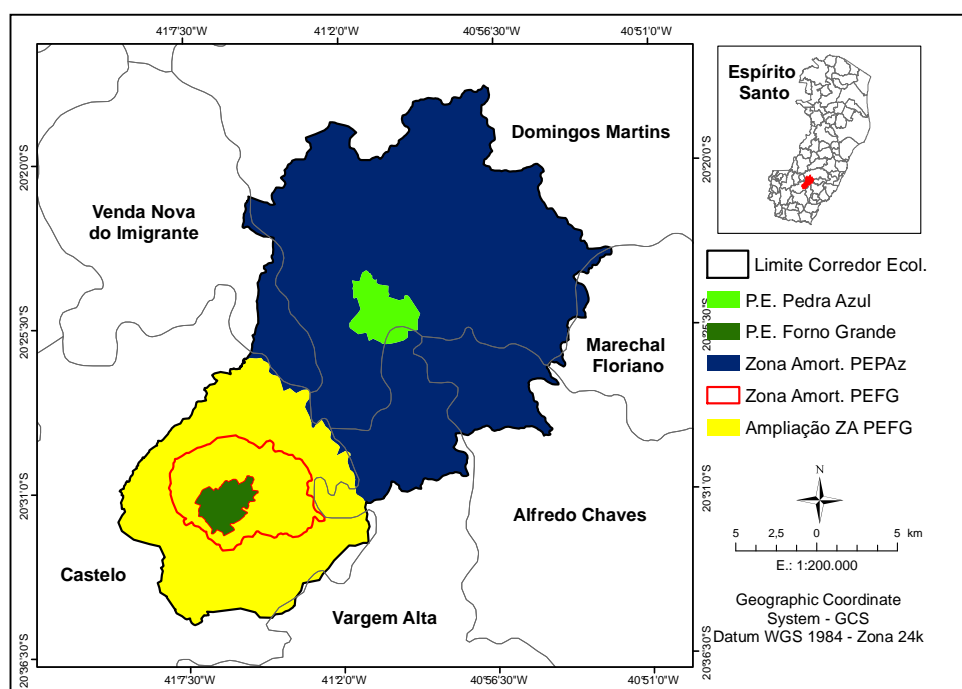 41°7'30"W 41°2'0"W 40°56'30"W 40°51'0"W
20°20'0"S
20°25'30"S
20°31'0"S
20°36'30"S
Domingos Martins
Venda Nova
do Imigrante
Marechal
Floriano
Alfredo Chaves
Castelo
Vargem Alta
20°20'0"S
20°25'30"S
20°31'0"S
20°36'30"S
41°7'30"W 41°2'0"W 40°56'30"W 40°51'0"W
Espírito
Santo
Limite Corredor Ecol.
P.E. Pedra Azul
P.E. Forno Grande
Zona Amort. PEPAz
Zona Amort. PEFG
Ampliação ZA PEFG
N
5 0 5 km
E.: 1:200.000
Geographic Coordinate
System - GCS
Datum WGS 1984 - Zona 24k